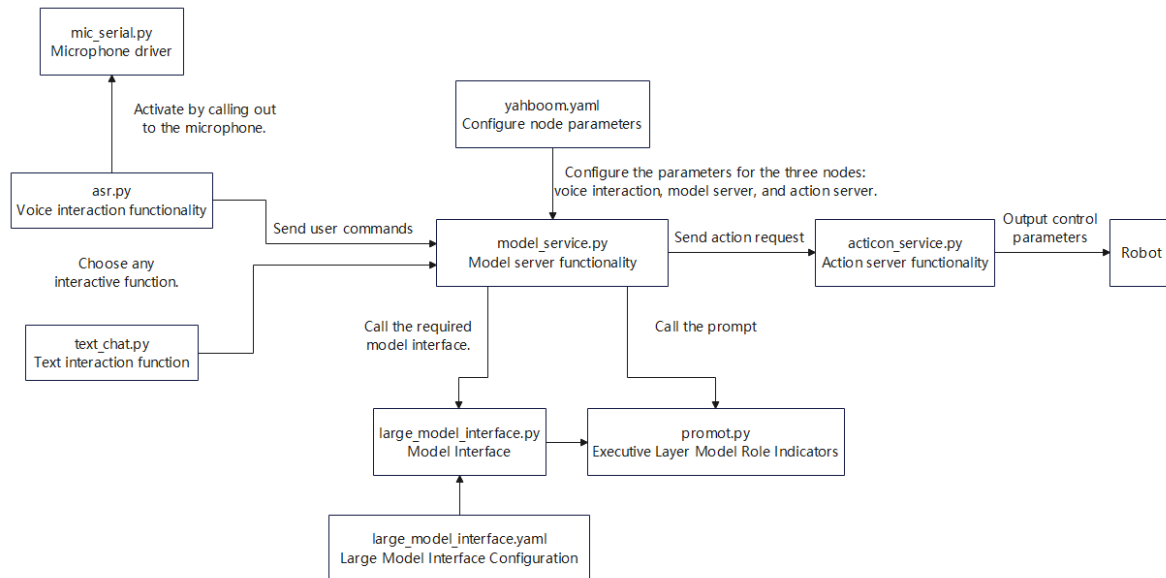 mic_serial.py
Microphone driver
Activate by calling out
to the microphone.
yahboom.yaml
Configure node parameters
Configure the parameters for the three nodes:
voice interaction, model server, and action server.
asr.py
Voice interaction functionality
Send user commands
model_service.py
Model server functionality
Send action request
acticon_service.py
Action server functionality
Output control
parameters
Robot
Choose any
interactive function.
text_chat.py
Text interaction function
Call the required
model interface.
Call the prompt
large_model_interface.py
Model Interface
promot.py
Executive Layer Model Role Indicators
large_model_interface.yaml
Large Model Interface Configuration